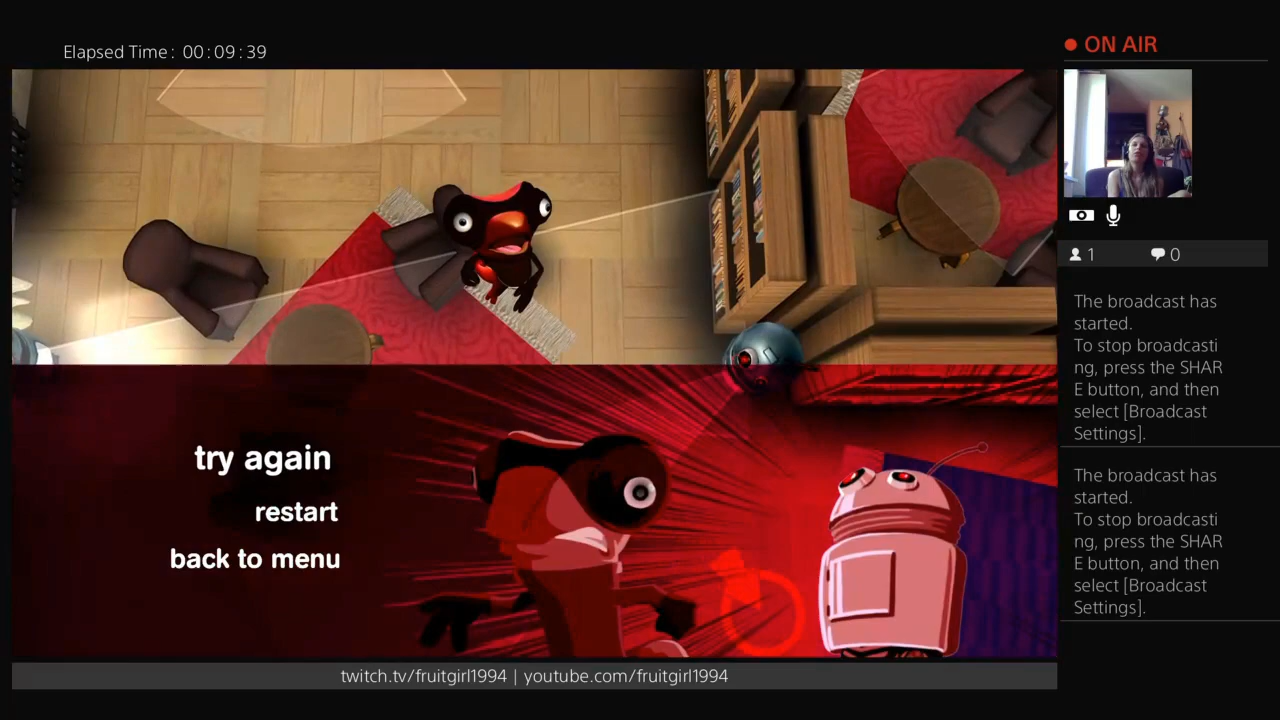 Elapsed Time: 00:09:39
ON AIR
1
0
The broadcast has
started.
To stop broadcasti
ng, press the SHAR
E button, and then
select [Broadcast
Settings].
The broadcast has
started.
To stop broadcasti
ng, press the SHAR
E button, and then
select [Broadcast
Settings].
try again
restart
back to menu
twitch.tv/fruitgirl1994 | youtube.com/fruitgirl1994